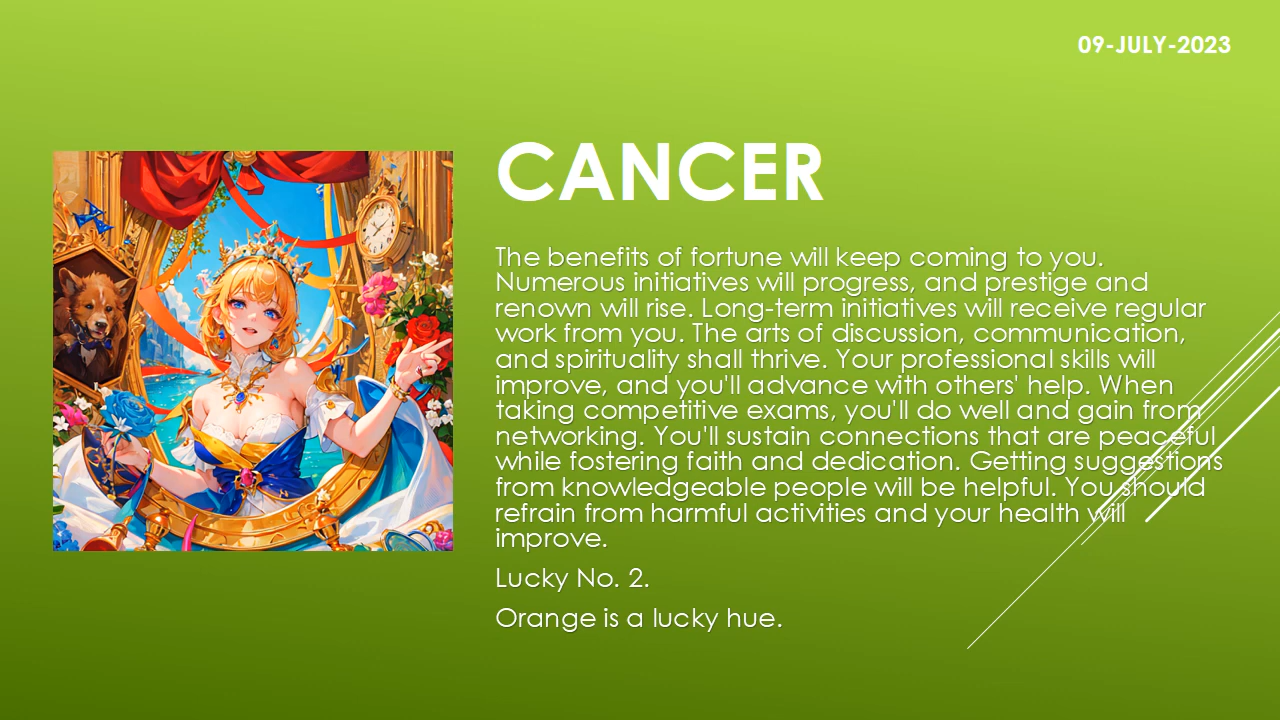 09-JULY-2023
CANCER
The benefits of fortune will keep coming to you.
Numerous initiatives will progress, and prestige and
renown will rise. Long-term initiatives will receive regular
work from you. The arts of discussion, communication,
and spirituality shall thrive. Your professional skills will
improve, and you'll advance with others' help. When
taking competitive exams, you'll do well and gain from
networking. You'll sustain connections that are peaceful
while fostering faith and dedication. Getting suggestions
from knowledgeable people will be helpful. You should
refrain from harmful activities and your health will
improve.
Lucky No. 2.
Orange is a lucky hue.